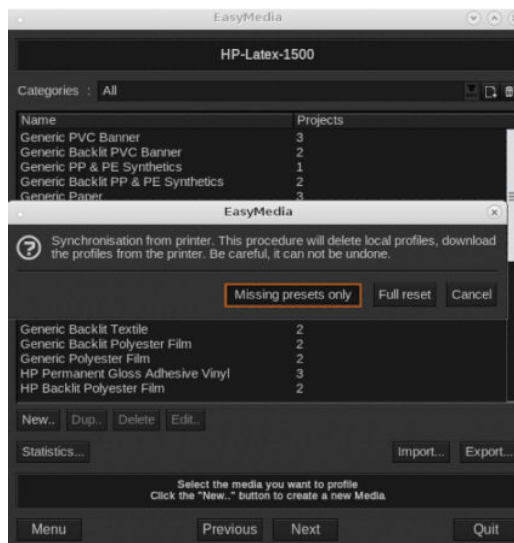 EasyMedia
HP-Latex-1500
Categories : All
Name Projects
Generic PVC Banner 3
Generic Backlit PVC Banner 2
Generic PP & PE Synthetics 1
Generic Backlit PP & PE Synthetics 2
Generic Paper 3
EasyMedia
Synchronisation from printer. This procedure will delete local profiles, download
the profiles from the printer. Be careful, it can not be undone.
Missing presets only Full reset Cancel
Generic Backlit Textile 2
Generic Backlit Polyester Film 2
Generic Polyester Film 2
HP Permanent Gloss Adhesive Vinyl 3
HP Backlit Polyester Film 2
New.. Dup.. Delete Edit..
Statistics... Import... Export...
Select the media you want to profile
Click the "New.." button to create a new Media
Menu Previous Next Quit